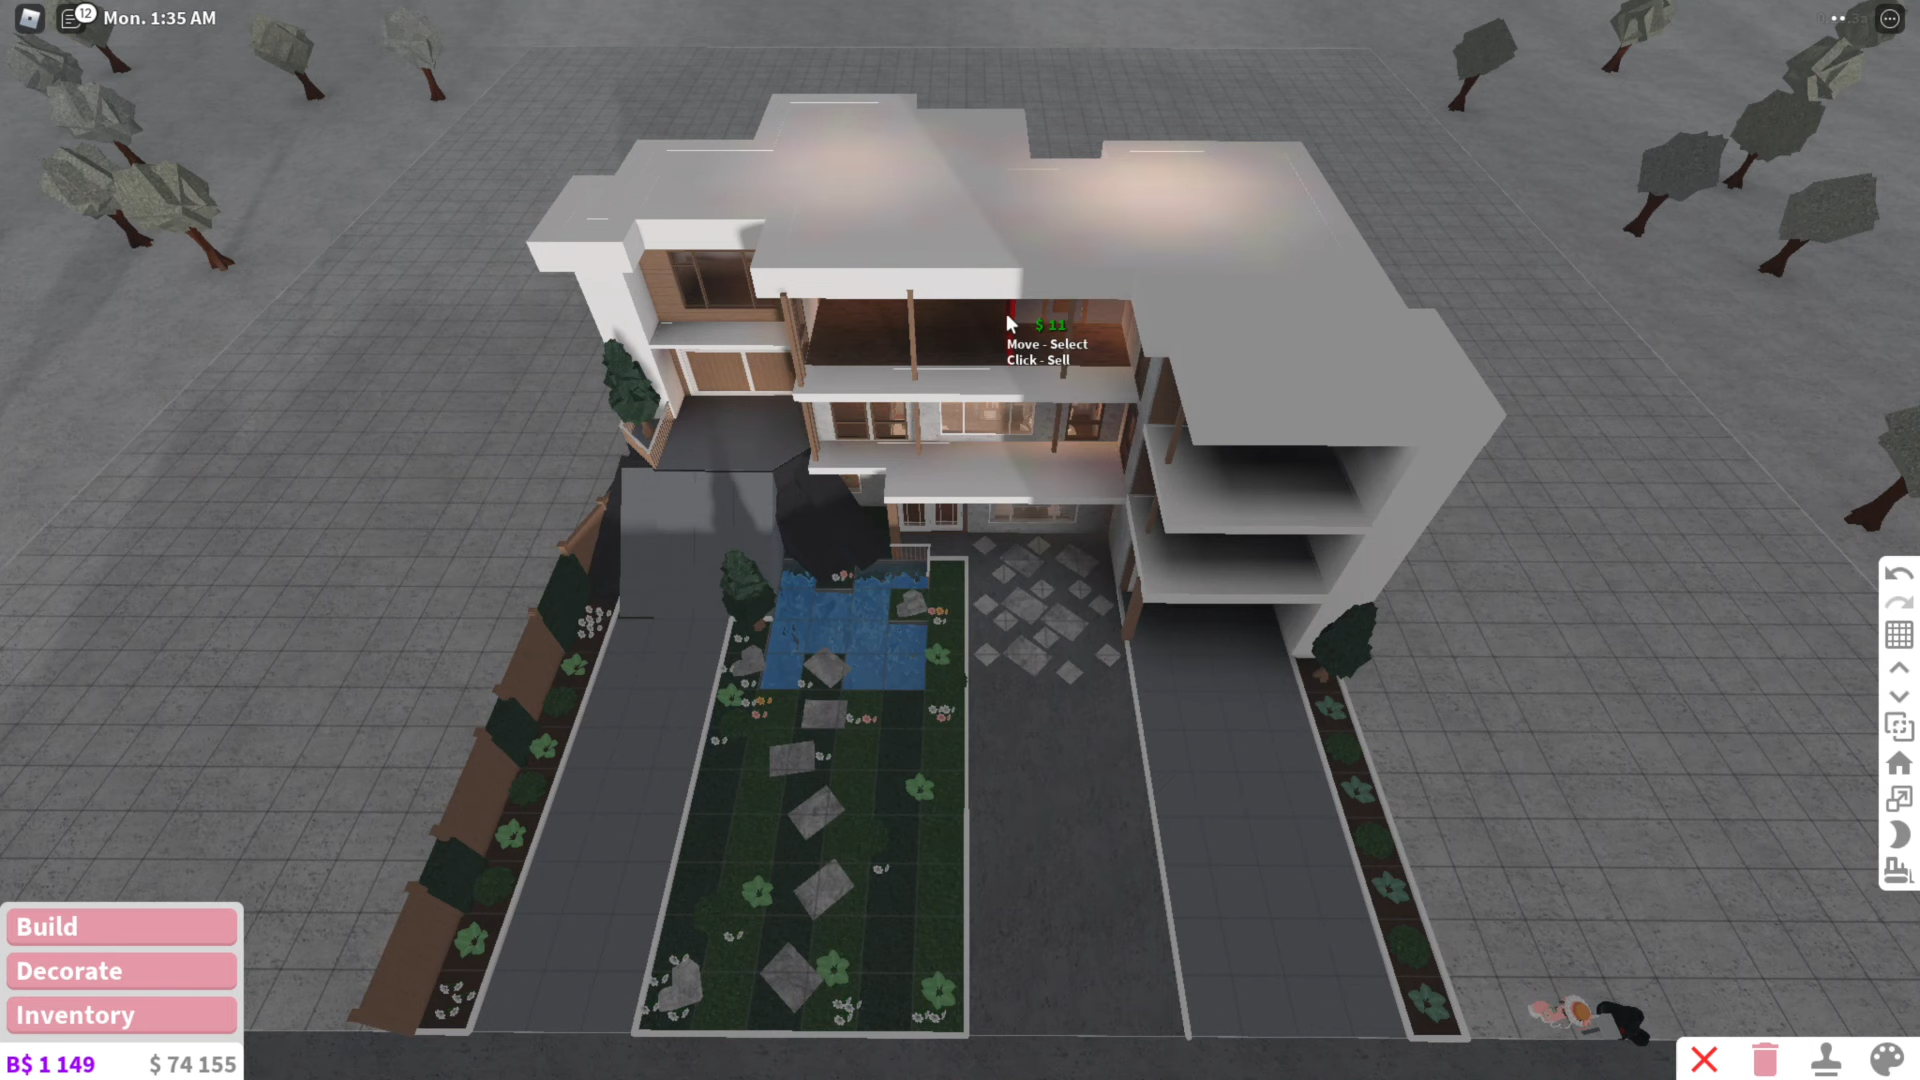 12
Mon. 1:35 AM
$ 11
Move - Select
Click - Sell
Build
Decorate
Inventory
B$ 1 149
$ 74 155